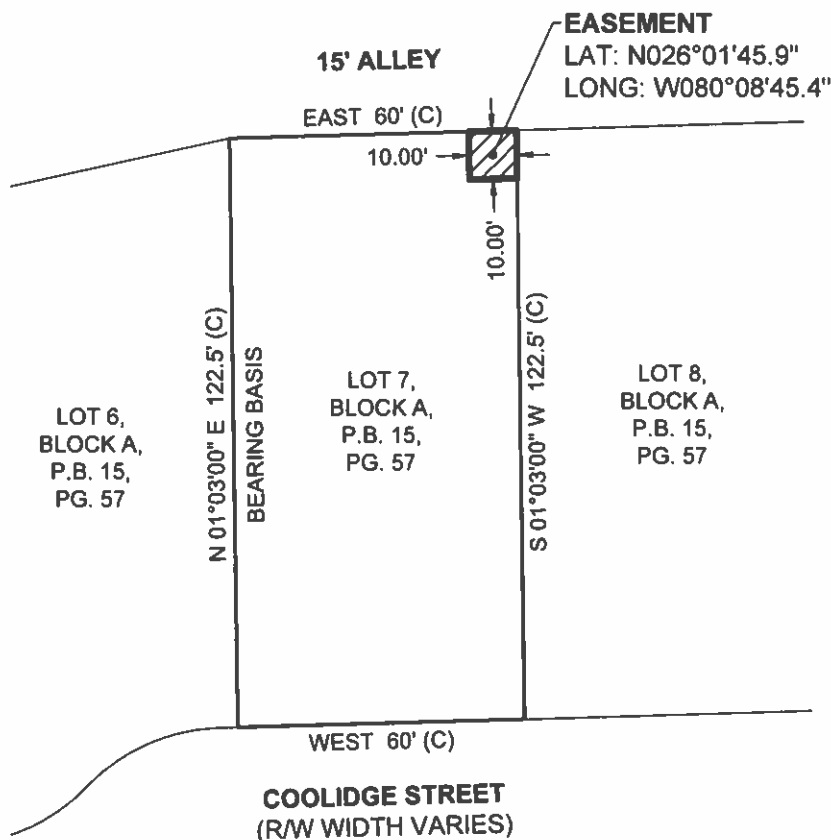 EASEMENT
LAT: N026°01'45.9"
LONG: W080°08'45.4"
15' ALLEY
EAST 60' (C)
10.00'
10.00'
N 01°03'00" E 122.5' (C)
BEARING BASIS
S 01°03'00" W 122.5' (C)
LOT 6,
BLOCK A,
P.B. 15,
PG. 57
LOT 7,
BLOCK A,
P.B. 15,
PG. 57
LOT 8,
BLOCK A,
P.B. 15,
PG. 57
WEST 60' (C)
COOLIDGE STREET
(R/W WIDTH VARIES)